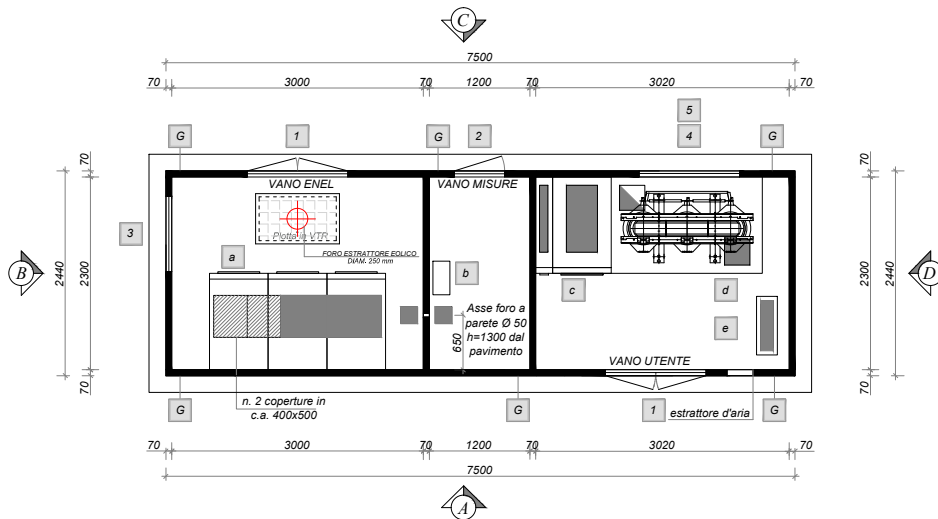 C
7500
70 3000 70 1200 70 3020 70
5
G 1 G 2 4 G
70 70
VANO ENEL VANO MISURE
3
Plotta in VTR
FORO ESTRATTORE EOLICO
DIAM. 250 mm
a b c d
B 2440 2300 2300 2440 D
e
Asse foro a
parete Ø 50
h=1300 dal
pavimento
650
VANO UTENTE
70 70
n. 2 coperture in
c.a. 400x500
G G 1 G
estrattore d'aria
70 3000 70 1200 70 3020 70
7500
A